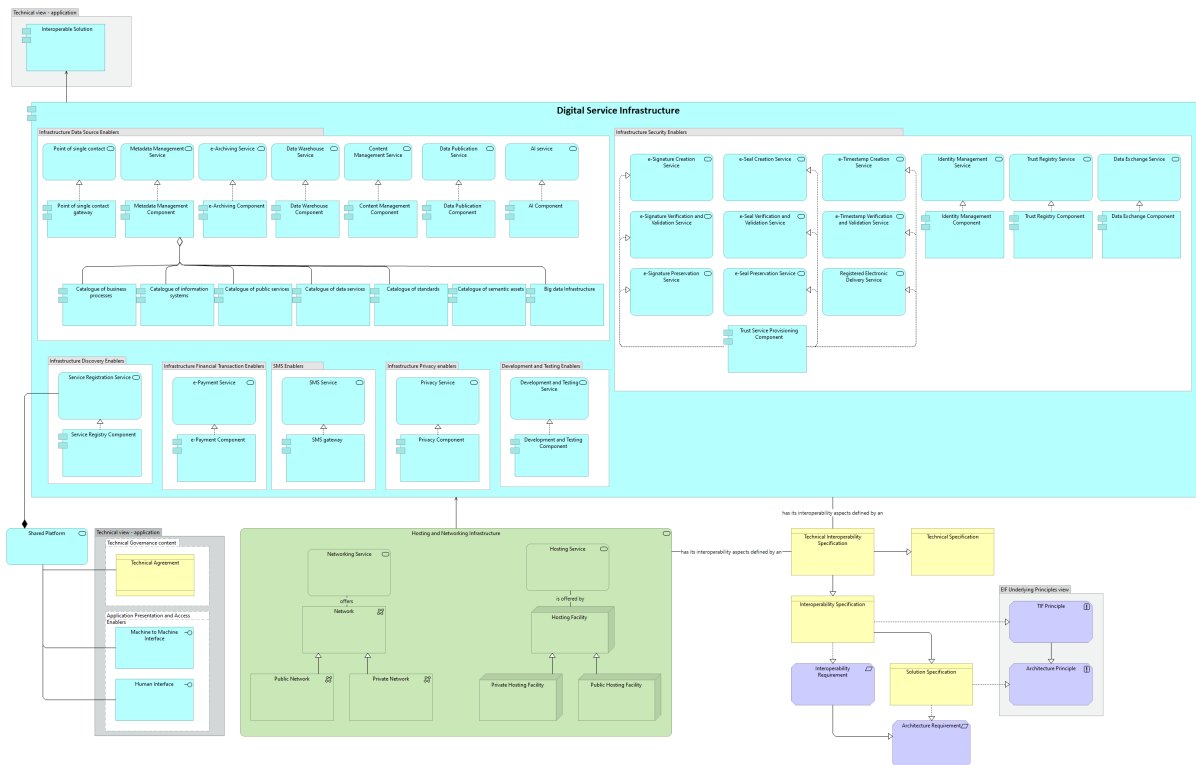 Technical view - application
Interoperable Solution
Digital Service Infrastructure
Infrastructure Data Source Enablers
Point of single contact
Metadata Management
Service
e-Archiving Service
Data Warehouse
Service
Content
Management Service
Data Publication
Service
AI service
Point of single contact
gateway
Metadata Management
Component
e-Archiving Component
Data Warehouse
Component
Content Management
Component
Data Publication
Component
AI Component
Catalogue of business
processes
Catalogue of information
systems
Catalogue of public services
Catalogue of data services
Catalogue of standards
Catalogue of semantic assets
Big data Infrastructure
Infrastructure Security Enablers
e-Signature Creation
Service
e-Seal Creation Service
e-Timestamp Creation
Service
Identity Management
Service
Trust Registry Service
Data Exchange Service
e-Signature Verification and
Validation Service
e-Seal Verification and
Validation Service
e-Timestamp Verification
and Validation Service
Identity Management
Component
Trust Registry Component
Data Exchange Component
e-Signature Preservation
Service
e-Seal Preservation Service
Registered Electronic
Delivery Service
Trust Service Provisioning
Component
Infrastructure Discovery Enablers
Service Registration Service
Service Registry Component
Infrastructure Financial Transaction Enablers
e-Payment Service
e-Payment Component
SMS Enablers
SMS Service
SMS gateway
Infrastructure Privacy enablers
Privacy Service
Privacy Component
Development and Testing Enablers
Development and Testing
Service
Development and Testing
Component
Shared Platform
Technical view - application
Technical Governance content
Technical Agreement
Application Presentation and Access
Enablers
Machine to Machine
Interface
Human Interface
Hosting and Networking Infrastructure
Networking Service
offers
Network
Public Network
Private Network
Hosting Service
is offered by
Hosting Facility
Private Hosting Facility
Public Hosting Facility
has its interoperability aspects defined by an
has its interoperability aspects defined by an
Technical Interoperability
Specification
Technical Specification
Interoperability Specification
Interoperability
Requirement
Solution Specification
Architecture Requirement
EIF Underlying Principles view
TIF Principle
Architecture Principle